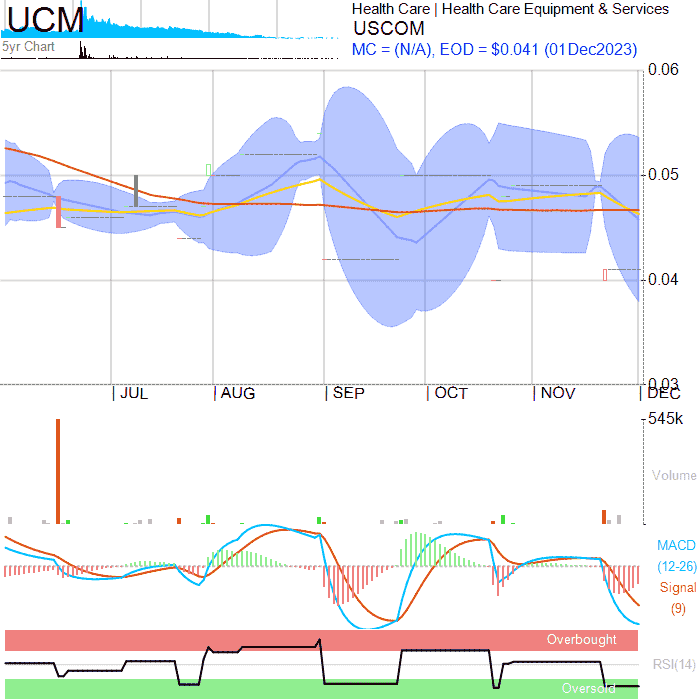 UCM
5yr Chart
Health Care | Health Care Equipment & Services
USCOM
MC = (N/A), EOD = $0.041 (01Dec2023)
0.06
0.05
0.04
0.03
JUL
AUG
SEP
OCT
NOV
DEC
545k
Volume
MACD
(12-26)
Signal
(9)
Overbought
RSI(14)
Oversold